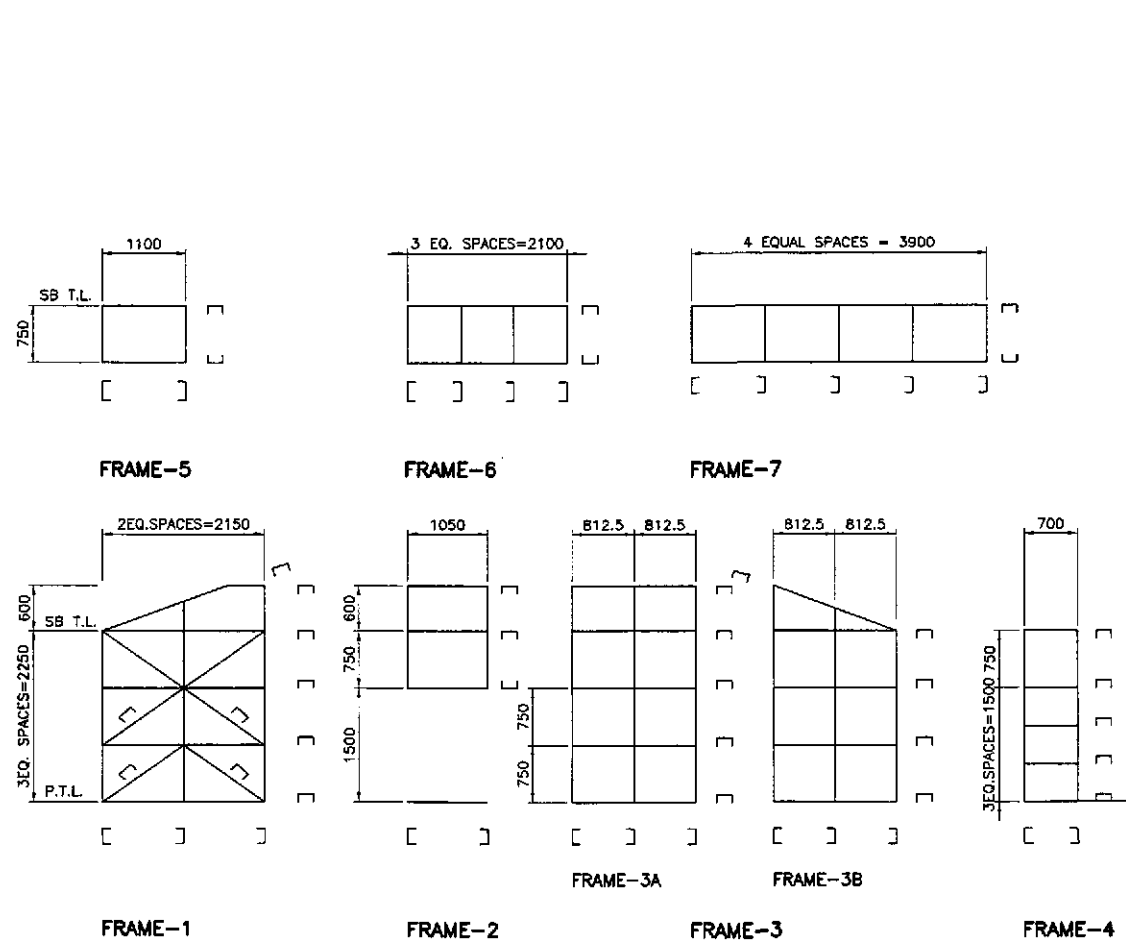 1100
3 EQ. SPACES=2100
4 EQUAL SPACES = 3900
SB T.L.
750
FRAME-5
FRAME-6
FRAME-7
2EQ.SPACES=2150
1050
812.5
812.5
812.5
812.5
700
600
SB T.L.
3EQ. SPACES=2250
P.T.L.
600
750
1500
750
750
750
3EQ.SPACES=1500
FRAME-3A
FRAME-3B
FRAME-1
FRAME-2
FRAME-3
FRAME-4